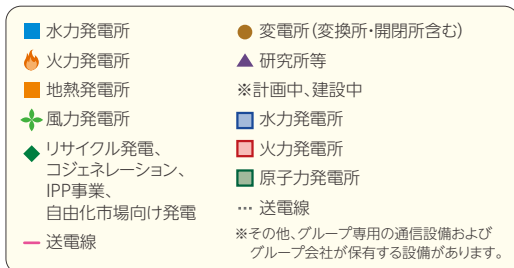 水力発電所
火力発電所
地熱発電所
風力発電所
リサイクル発電、
コジェネレーション、
IPP事業、
自由化市場向け発電
送電線
変電所(変換所・開閉所含む)
研究所等
※計画中、建設中
水力発電所
火力発電所
原子力発電所
送電線
※その他、グループ専用の通信設備および
グループ会社が保有する設備があります。